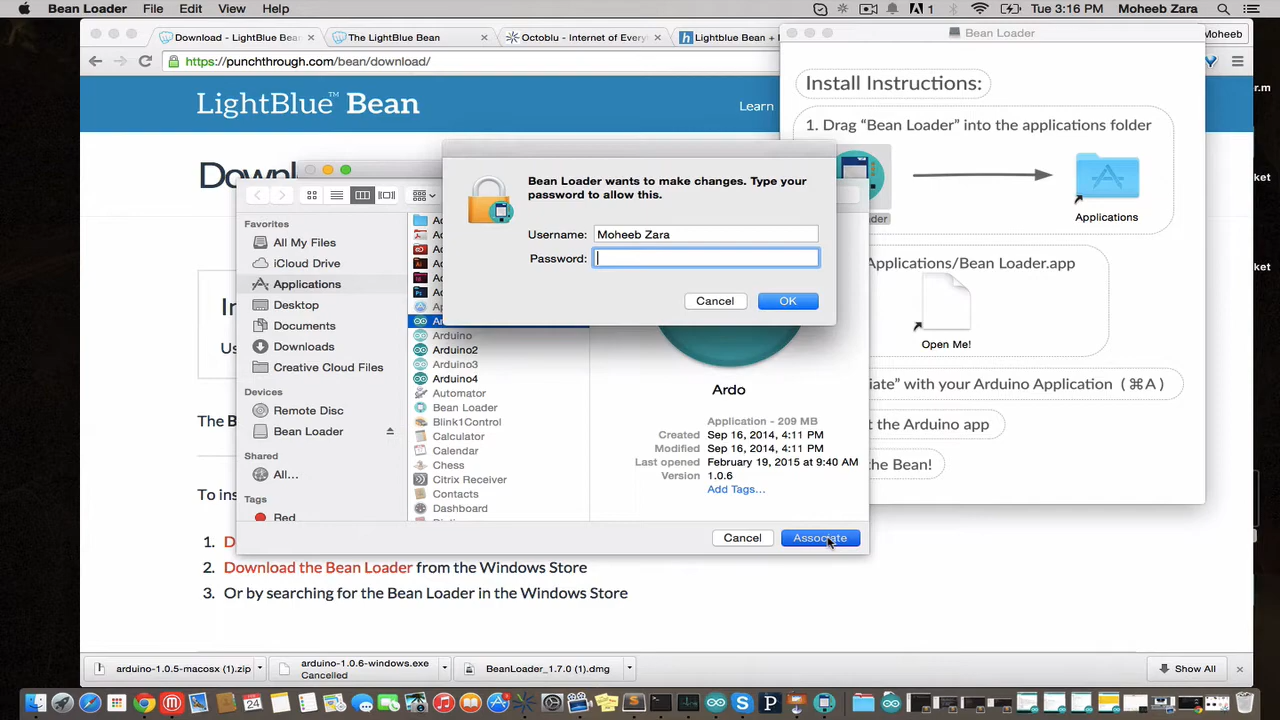 Bean Loader File Edit View Help
1 Tue 3:16 PM Moheeb Zara
Download - LightBlue Bea
The LightBlue Bean
Octoblu - Internet of Every
Lightblue Bean +
Bean Loader
Moheeb
https://punchthrough.com/bean/download/
LightBlue™ Bean
Learn
Install Instructions:
1. Drag “Bean Loader” into the applications folder
Applications
Applications/Bean Loader.app
Open Me!
iate” with your Arduino Application (⌘A)
t the Arduino app
the Bean!
Bean Loader wants to make changes. Type your
password to allow this.
Username: Moheeb Zara
Password:
Cancel OK
Favorites
All My Files
iCloud Drive
Applications
Desktop
Documents
Downloads
Creative Cloud Files
Devices
Remote Disc
Bean Loader
Shared
All...
Tags
Red
Arduino
Arduino2
Arduino3
Arduino4
Automator
Bean Loader
Blink1Control
Calculator
Calendar
Chess
Citrix Receiver
Contacts
Dashboard
Ardo
Application - 209 MB
Created Sep 16, 2014, 4:11 PM
Modified Sep 16, 2014, 4:11 PM
Last opened February 19, 2015 at 9:40 AM
Version 1.0.6
Add Tags...
Cancel Associate
The B
To ins
1. D
2. Download the Bean Loader from the Windows Store
3. Or by searching for the Bean Loader in the Windows Store
arduino-1.0.5-macosx (1).zip
arduino-1.0.6-windows.exe
Cancelled
BeanLoader_1.7.0 (1).dmg
Show All